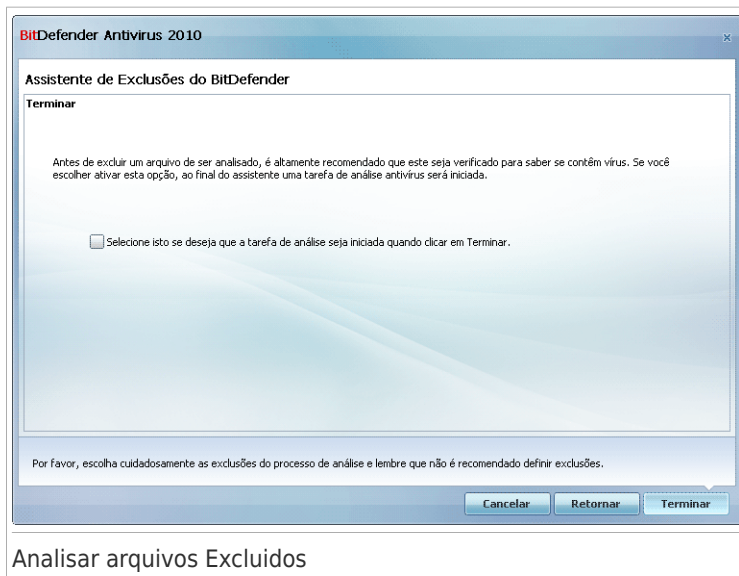 BitDefender Antivirus 2010
x
Assistente de Exclusões do BitDefender
Terminar
Antes de excluir um arquivo de ser analisado, é altamente recomendado que este seja verificado para saber se contêm vírus. Se você
escolher ativar esta opção, ao final do assistente uma tarefa de análise antivírus será iniciada.
Selecione isto se deseja que a tarefa de análise seja iniciada quando clicar em Terminar.
Por favor, escolha cuidadosamente as exclusões do processo de análise e lembre que não é recomendado definir exclusões.
Cancelar Retornar Terminar
Analisar arquivos Excluidos